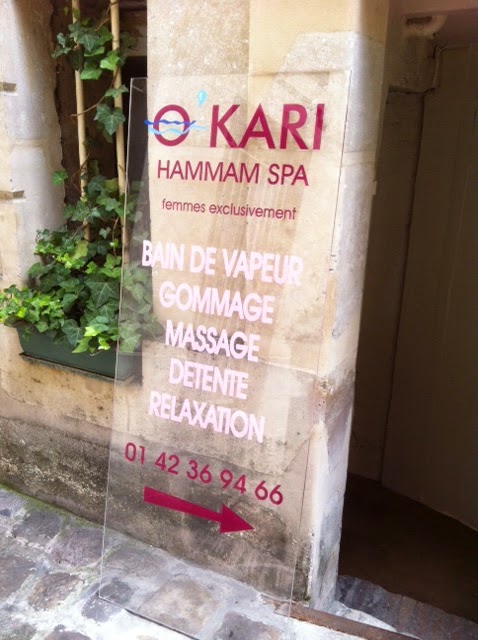 O'KARI
HAMMAM SPA
femmes exclusivement
BAIN DE VAPEUR
GOMMAGE
MASSAGE
DETENTE
RELAXATION
01 42 36 94 66